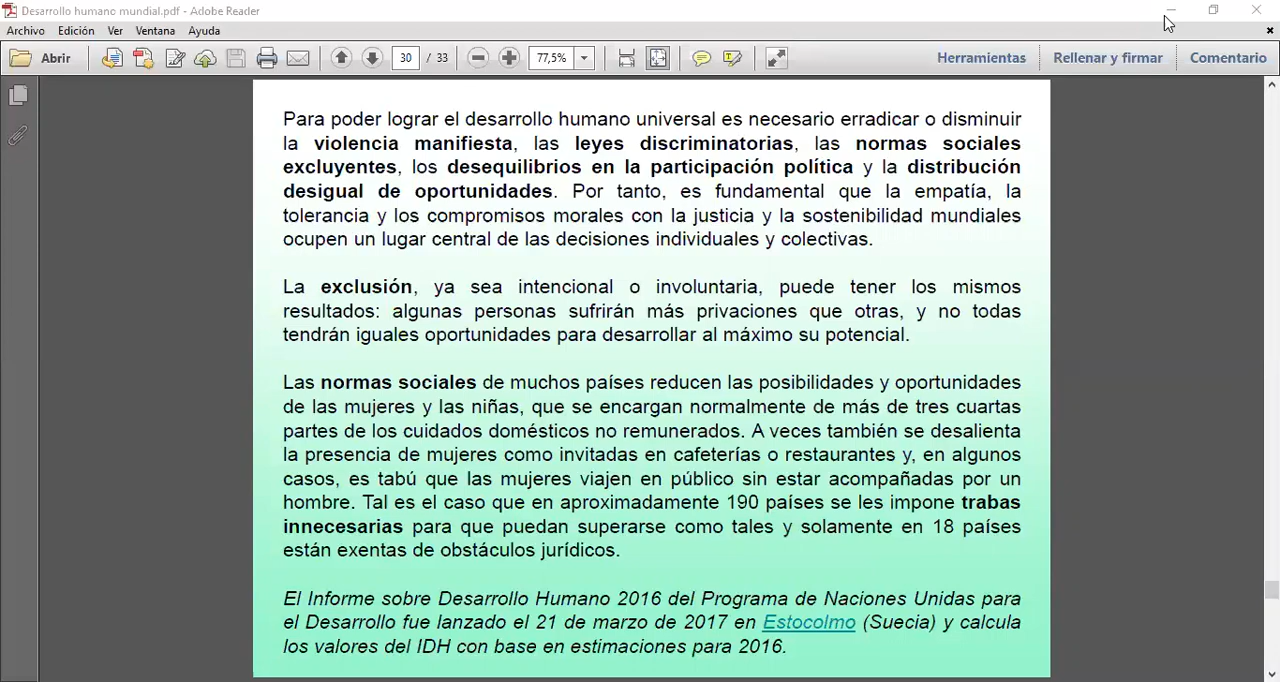 Desarrollo humano mundial.pdf - Adobe Reader
Archivo Edición Ver Ventana Ayuda
Abrir 30 / 33 77,5% Herramientas Rellenar y firmar Comentario
Para poder lograr el desarrollo humano universal es necesario erradicar o disminuir
la violencia manifiesta, las leyes discriminatorias, las normas sociales
excluyentes, los desequilibrios en la participación política y la distribución
desigual de oportunidades. Por tanto, es fundamental que la empatía, la
tolerancia y los compromisos morales con la justicia y la sostenibilidad mundiales
ocupen un lugar central de las decisiones individuales y colectivas.
La exclusión, ya sea intencional o involuntaria, puede tener los mismos
resultados: algunas personas sufrirán más privaciones que otras, y no todas
tendrán iguales oportunidades para desarrollar al máximo su potencial.
Las normas sociales de muchos países reducen las posibilidades y oportunidades
de las mujeres y las niñas, que se encargan normalmente de más de tres cuartas
partes de los cuidados domésticos no remunerados. A veces también se desalienta
la presencia de mujeres como invitadas en cafeterías o restaurantes y, en algunos
casos, es tabú que las mujeres viajen en público sin estar acompañadas por un
hombre. Tal es el caso que en aproximadamente 190 países se les impone trabas
innecesarias para que puedan superarse como tales y solamente en 18 países
están exentas de obstáculos jurídicos.
El Informe sobre Desarrollo Humano 2016 del Programa de Naciones Unidas para
el Desarrollo fue lanzado el 21 de marzo de 2017 en Estocolmo (Suecia) y calcula
los valores del IDH con base en estimaciones para 2016.